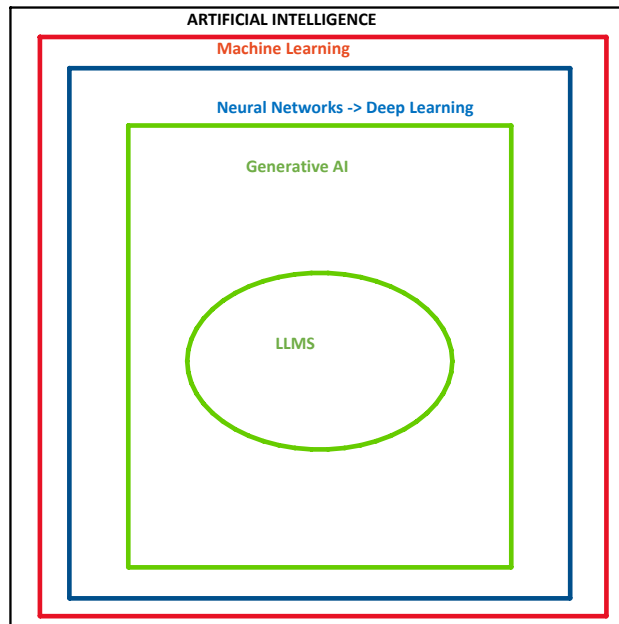 ARTIFICIAL INTELLIGENCE
Machine Learning
Neural Networks -> Deep Learning
Generative AI
LLMS